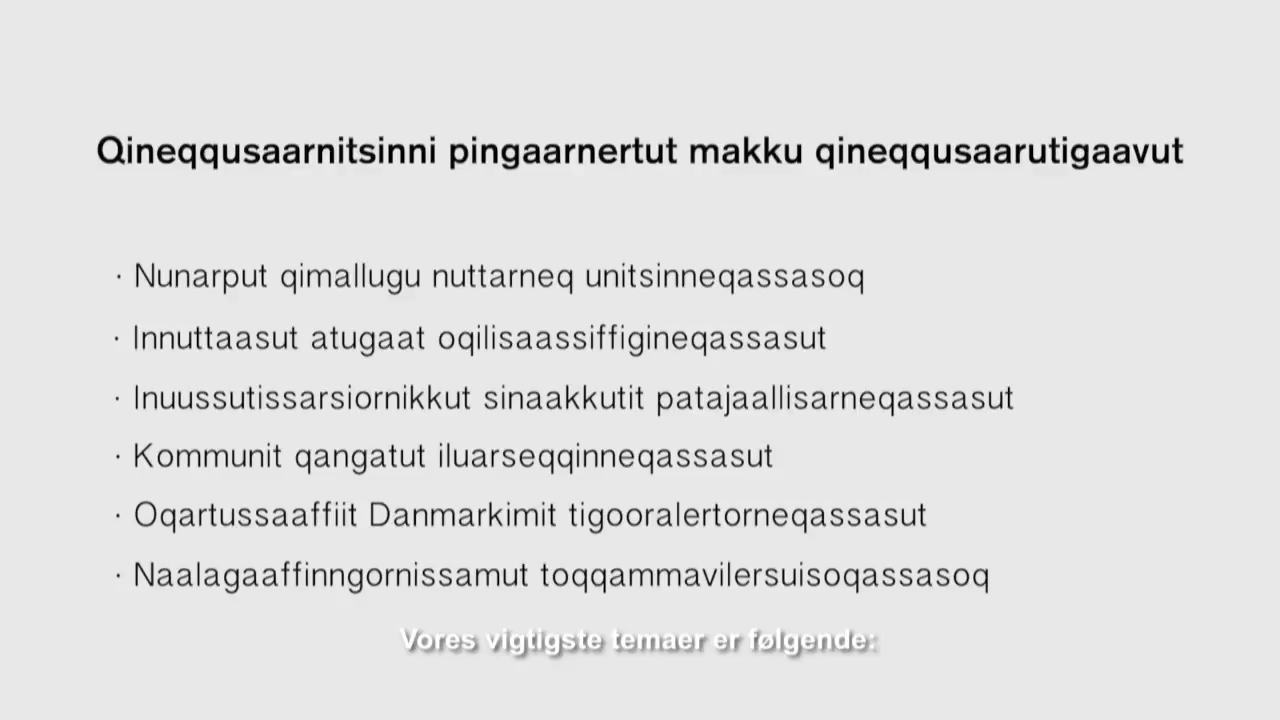 Qineqqusaarnitsinni pingaarnertut makku qineqqusaarutigaavut
· Nunarput qimallugu nuttarneq unitsinneqassasoq
· Innuttaasut atugaat oqilisaassiffigineqassasut
· Inuussutissarsiornikkut sinaakkutit patajaallisarneqassasut
· Kommunit qangatut iluarseqqinneqassasut
· Oqartussaaffiit Danmarkimit tigooralertorneqassasut
· Naalagaaffinngornissamut toqqammavilersuisoqassasoq
Vores vigtigste temaer er følgende: